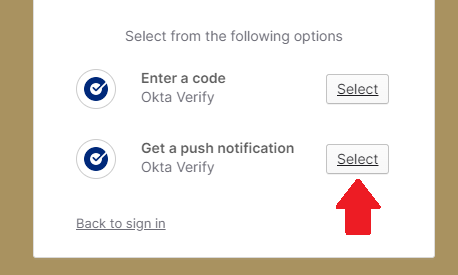 Select from the following options
Enter a code
Okta Verify
Select
Get a push notification
Okta Verify
Select
Back to sign in